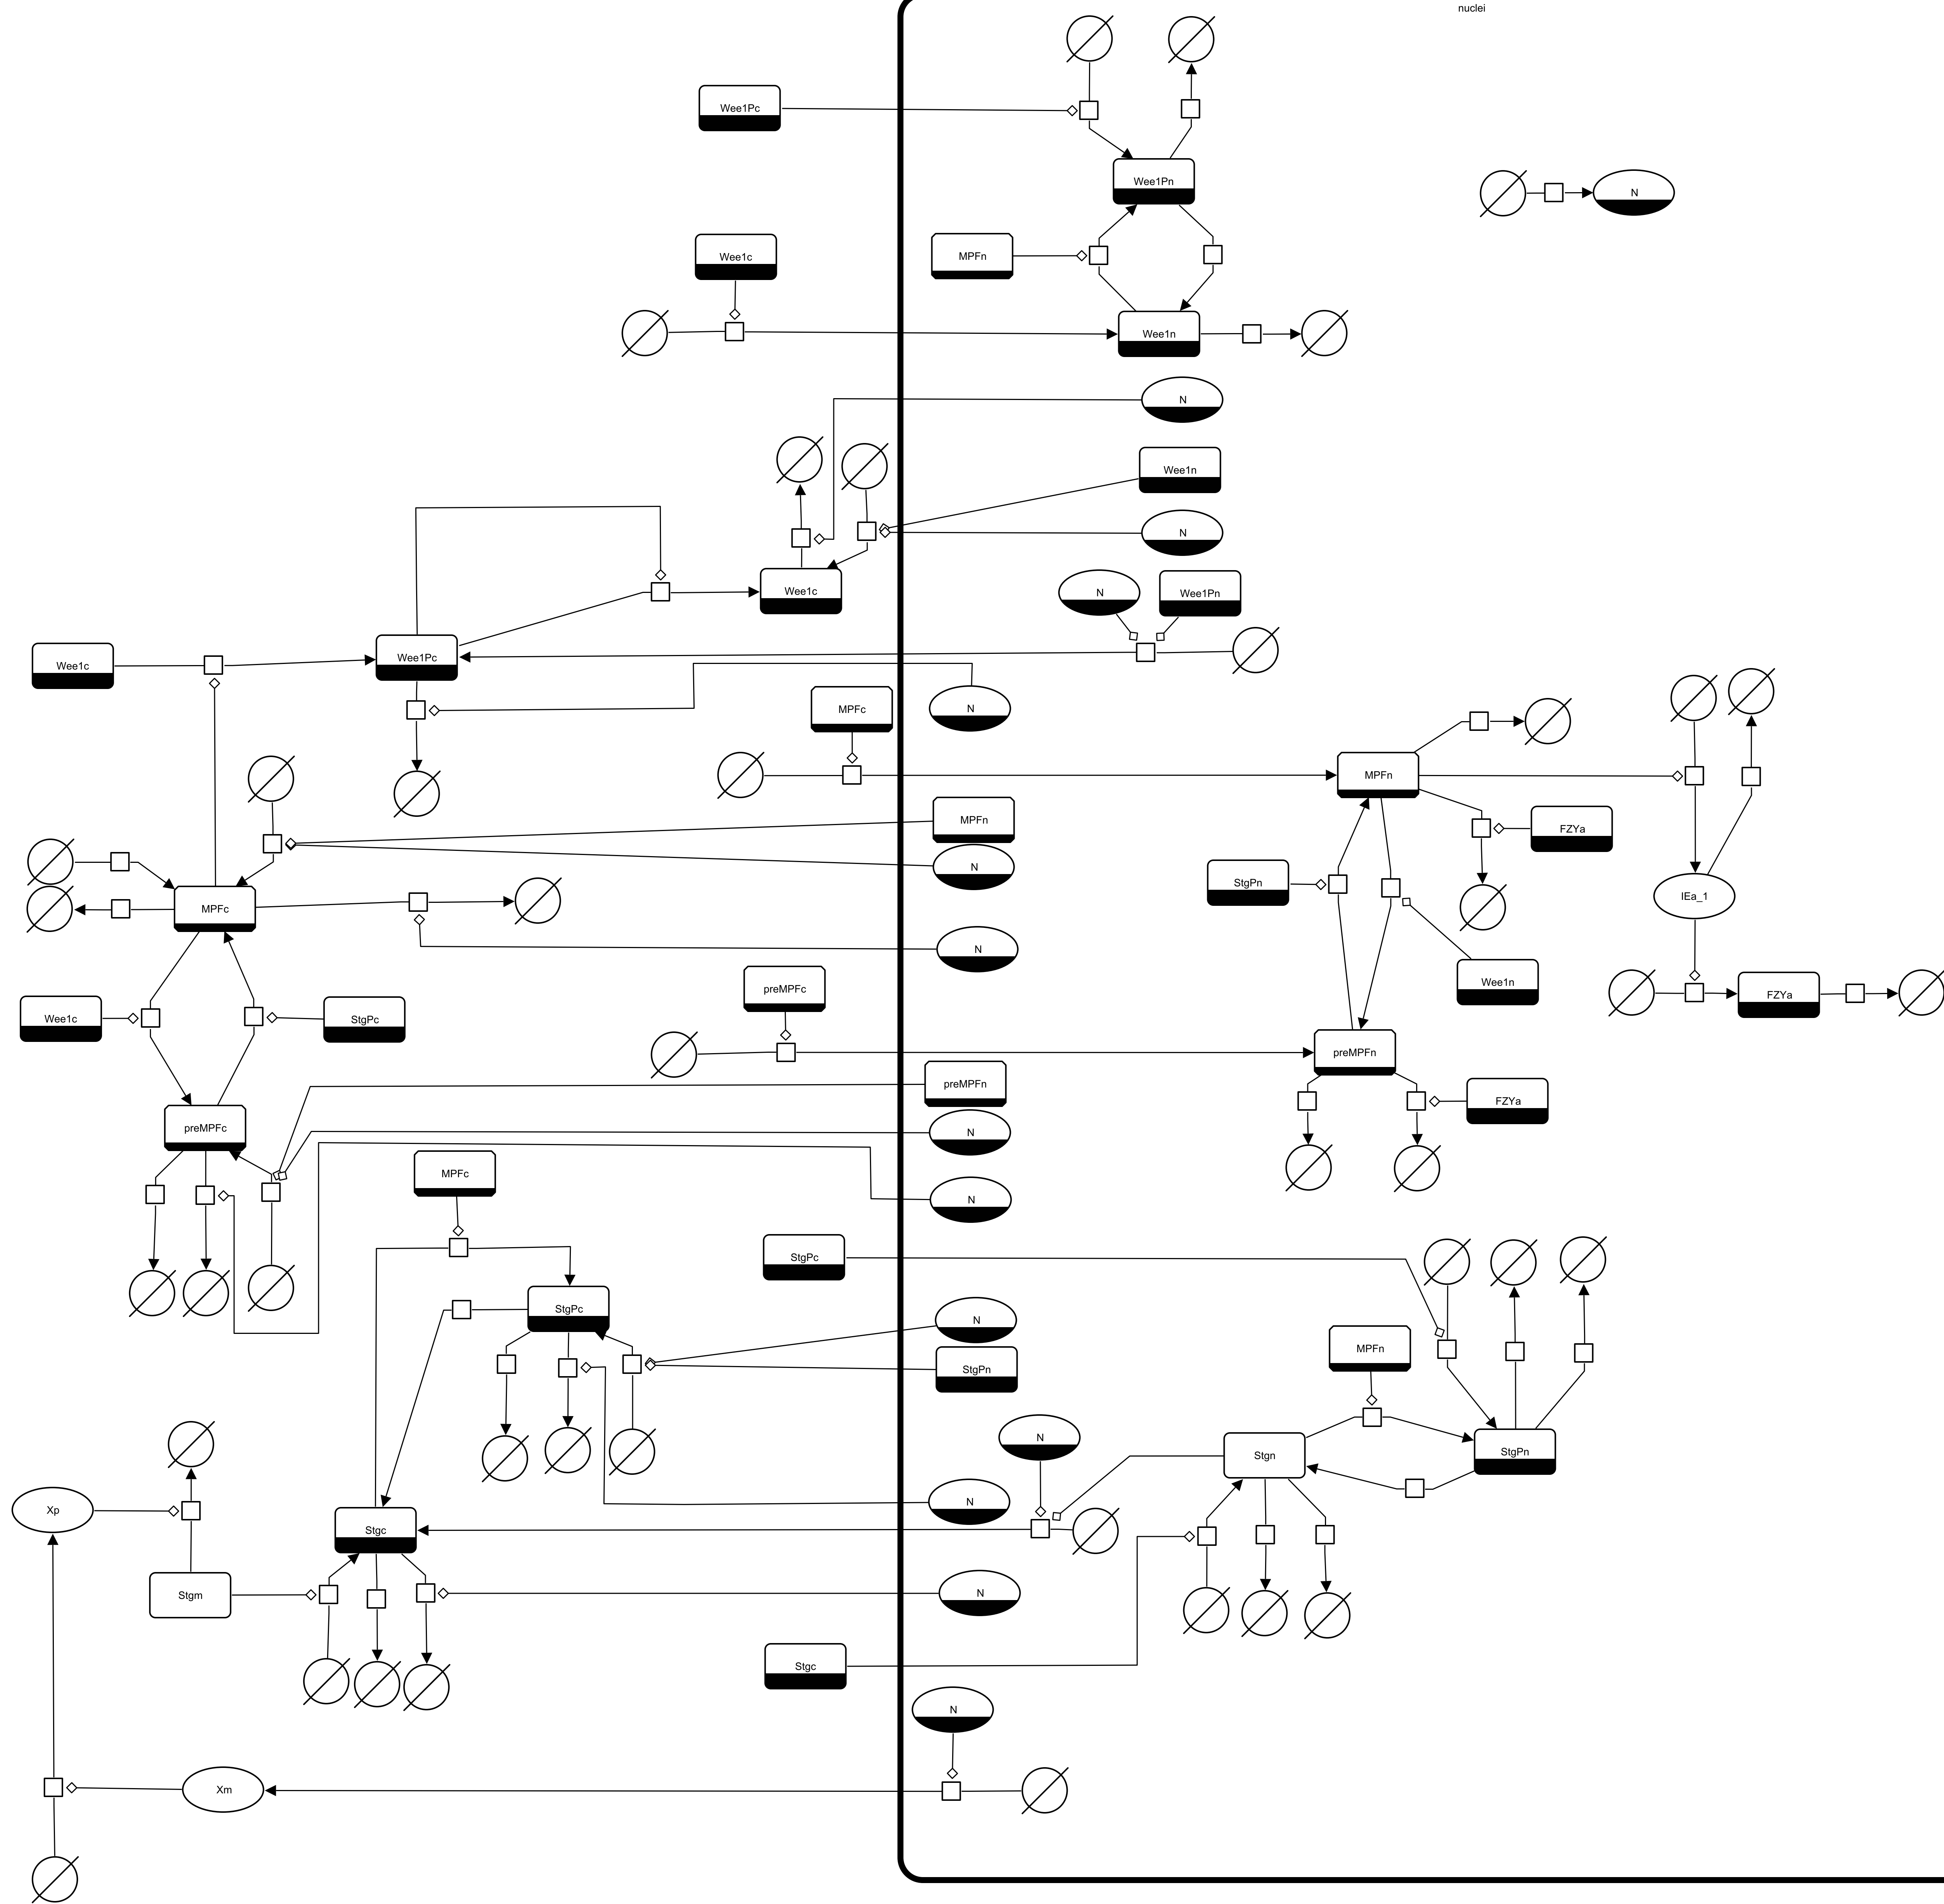 nuclei
Wee1Pc
Wee1Pn
N
Wee1c
MPFn
Wee1n
N
Wee1n
N
Wee1c
N
Wee1Pn
Wee1c
Wee1Pc
MPFc
N
MPFn
MPFn
FZYa
N
StgPn
IEa_1
MPFc
N
Wee1n
preMPFc
FZYa
Wee1c
StgPc
preMPFn
preMPFn
FZYa
preMPFc
N
MPFc
N
StgPc
StgPc
N
MPFn
StgPn
N
Stgn
StgPn
Xp
N
Stgc
Stgm
N
Stgc
N
Xm